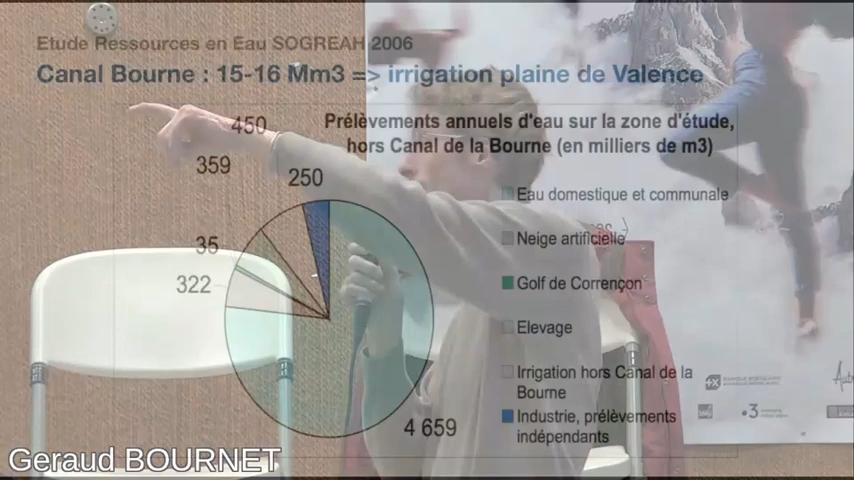 Etude Ressources en Eau SOGREAH 2006
Canal Bourne : 15-16 Mm3 => irrigation plaine de Valence
Prélèvements annuels d'eau sur la zone d'étude,
hors Canal de la Bourne (en milliers de m3)
450
359
250
35
322
4 659
Eau domestique et communale
Neige artificielle
Golf de Corrençon
Elevage
Irrigation hors Canal de la
Bourne
Industrie, prélèvements
indépendants
Geraud BOURNET